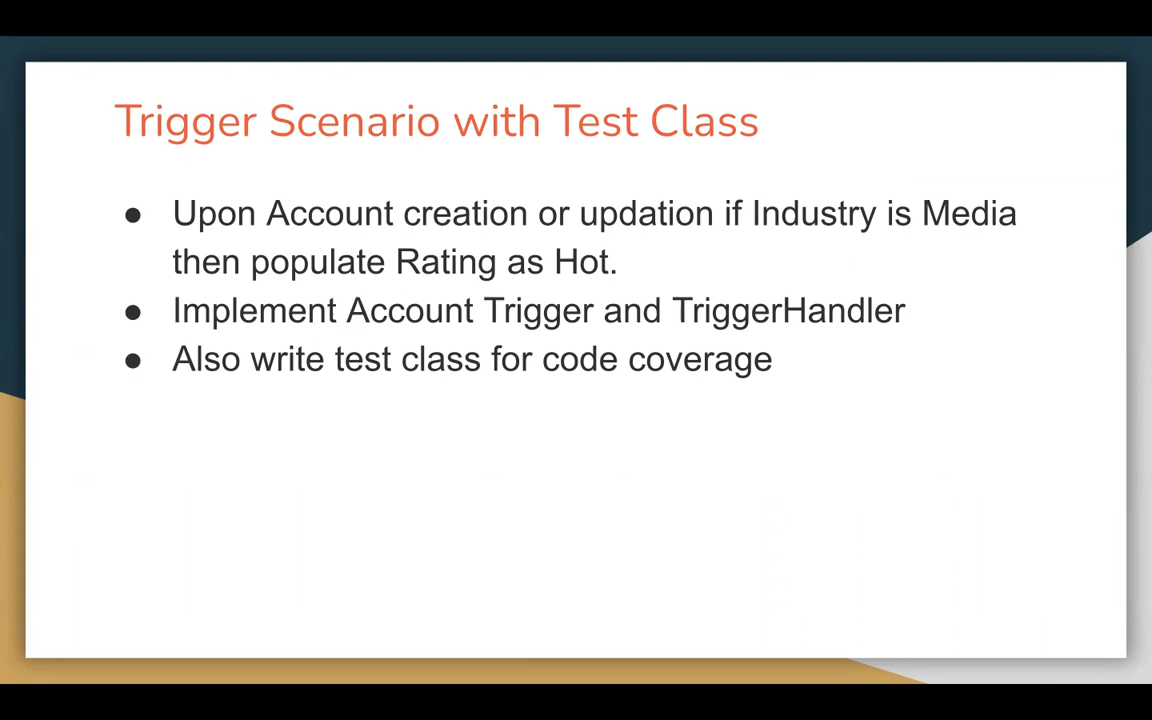 Trigger Scenario with Test Class
● Upon Account creation or updation if Industry is Media
then populate Rating as Hot.
● Implement Account Trigger and TriggerHandler
● Also write test class for code coverage